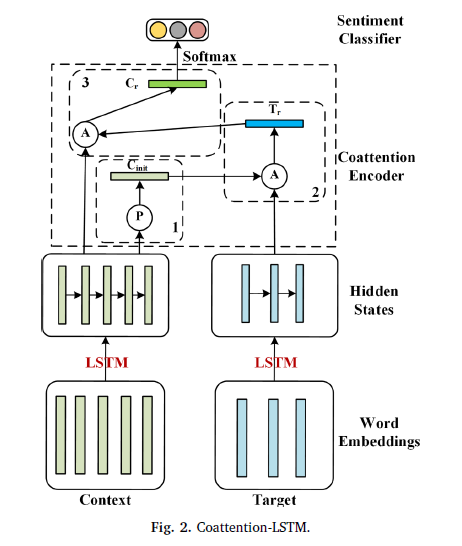 Sentiment
Classifier
Softmax
3
Cr
A
Tr
Coattention
Encoder
Cinit
A
2
P
1
Hidden
States
LSTM
LSTM
Word
Embeddings
Context
Target
Fig. 2. Coattention-LSTM.